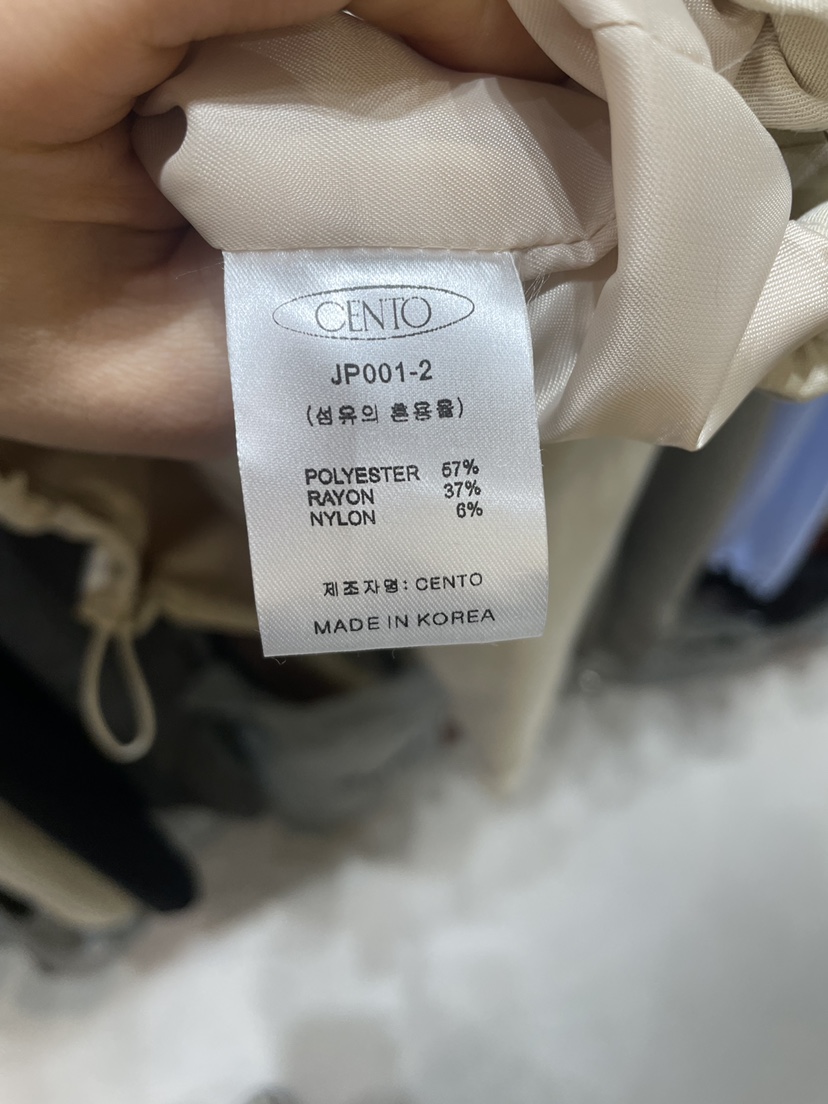 CENTO
JP001-2
(섬유의 혼용율)
POLYESTER 57%
RAYON 37%
NYLON 6%
제조자명: CENTO
MADE IN KOREA